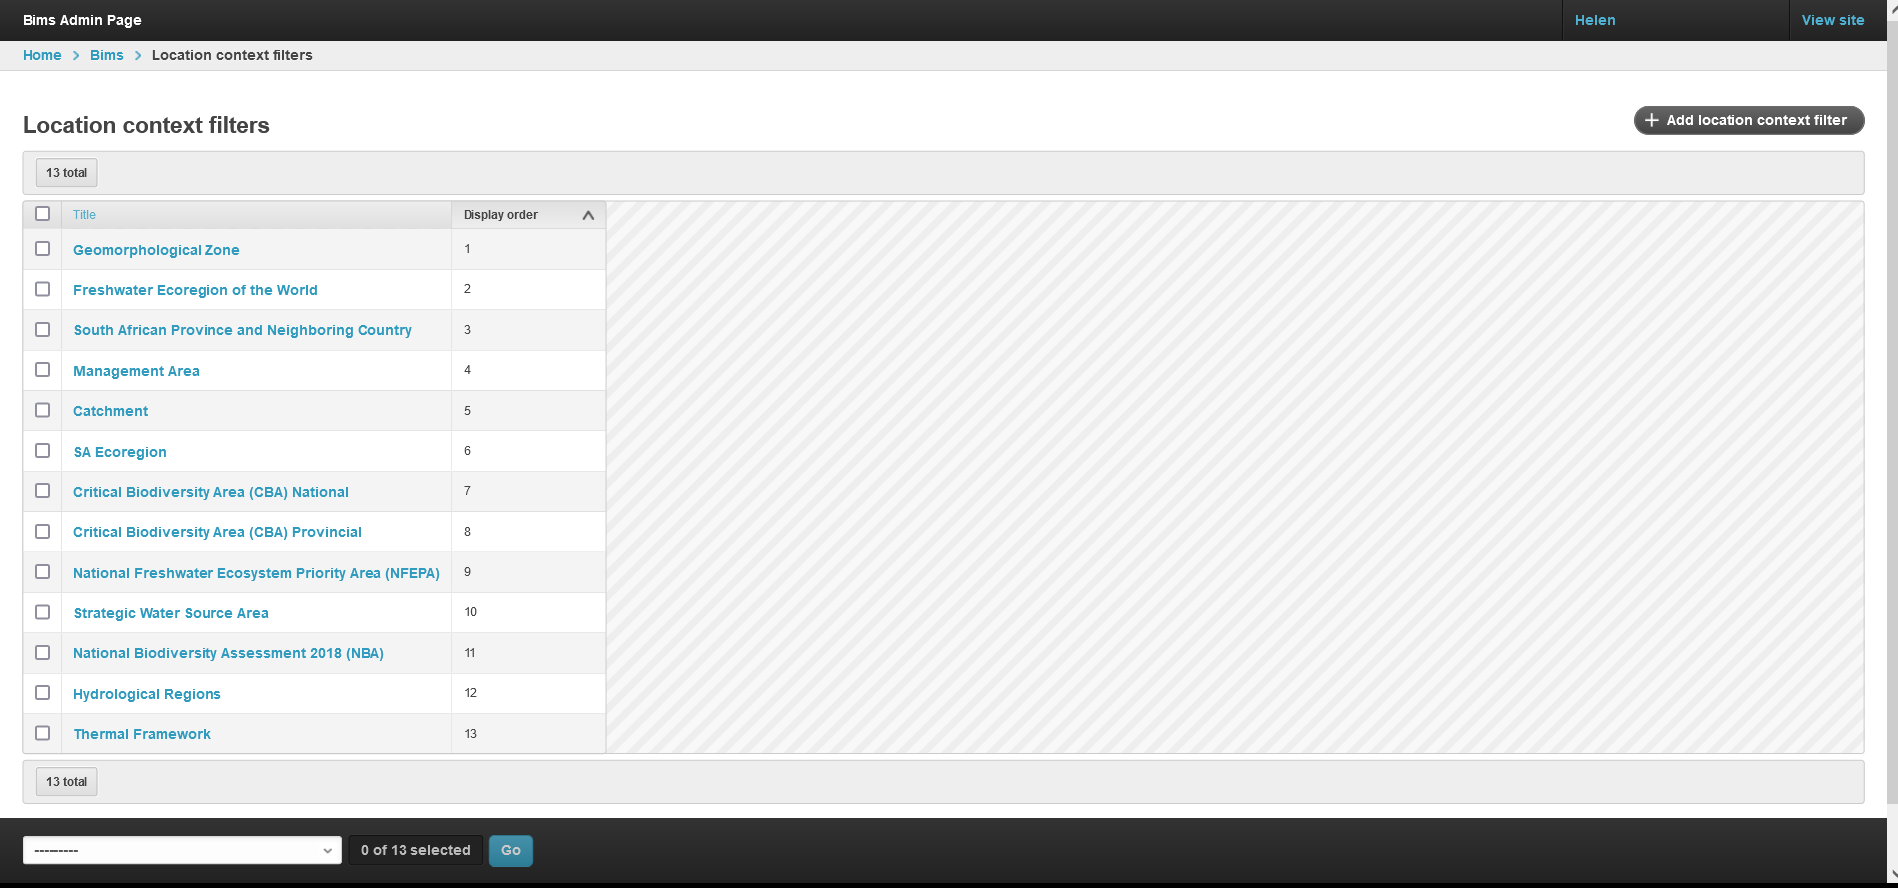 Bims Admin Page Helen View site
Home > Bims > Location context filters
Location context filters
+ Add location context filter
13 total
Title Display order
Geomorphological Zone 1
Freshwater Ecoregion of the World 2
South African Province and Neighboring Country 3
Management Area 4
Catchment 5
SA Ecoregion 6
Critical Biodiversity Area (CBA) National 7
Critical Biodiversity Area (CBA) Provincial 8
National Freshwater Ecosystem Priority Area (NFEPA) 9
Strategic Water Source Area 10
National Biodiversity Assessment 2018 (NBA) 11
Hydrological Regions 12
Thermal Framework 13
13 total
--------- 0 of 13 selected Go